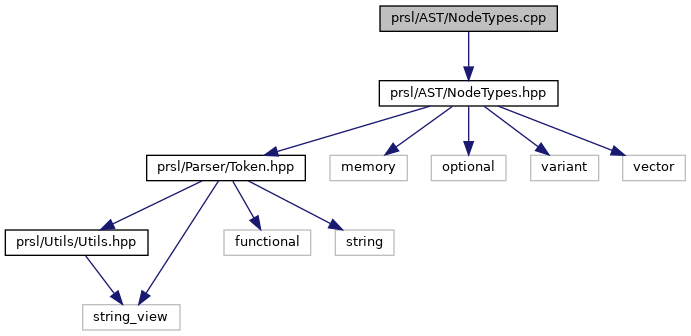 prsl/AST/NodeTypes.cpp
prsl/AST/NodeTypes.hpp
prsl/Parser/Token.hpp
memory
optional
variant
vector
prsl/Utils/Utils.hpp
functional
string
string_view